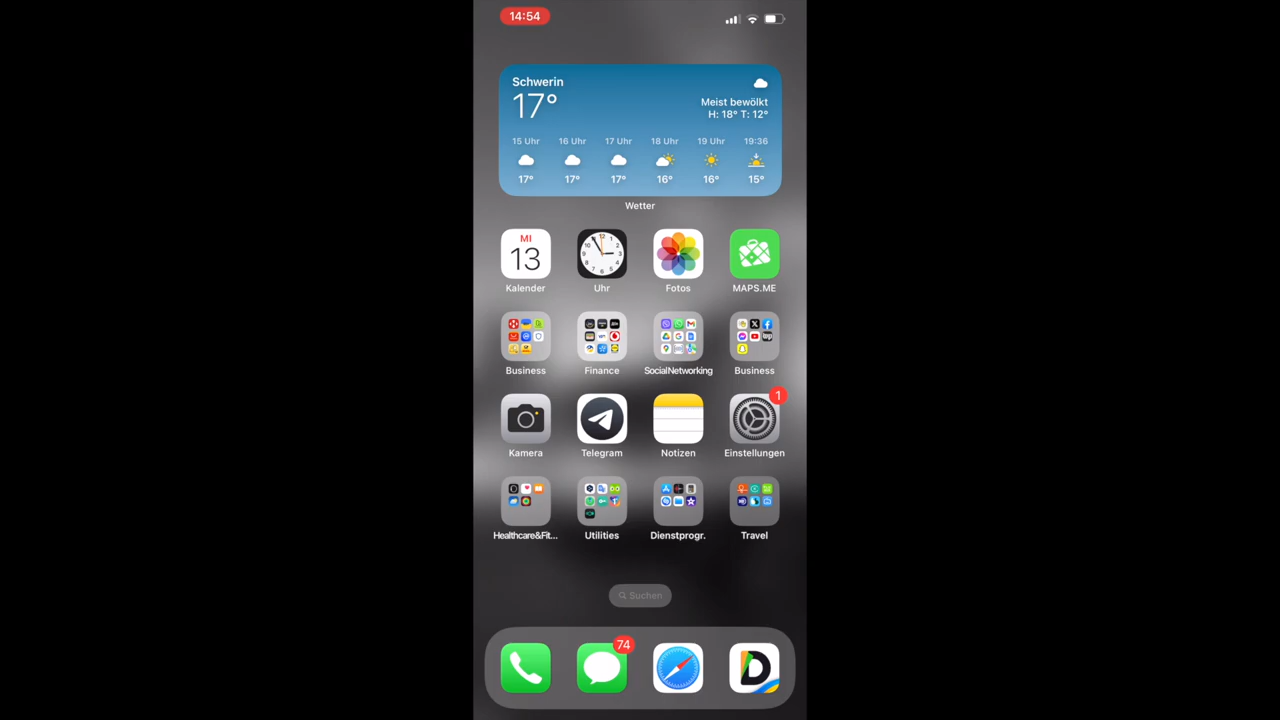 14:54
Schwerin
17°
Meist bewölkt
H: 18° T: 12°
15 Uhr 16 Uhr 17 Uhr 18 Uhr 19 Uhr 19:36
17° 17° 17° 16° 16° 15°
Wetter
MI
13
Kalender Uhr Fotos MAPS.ME
Business Finance SocialNetworking Business
1
Kamera Telegram Notizen Einstellungen
Healthcare&Fit... Utilities Dienstprogr. Travel
Suchen
74